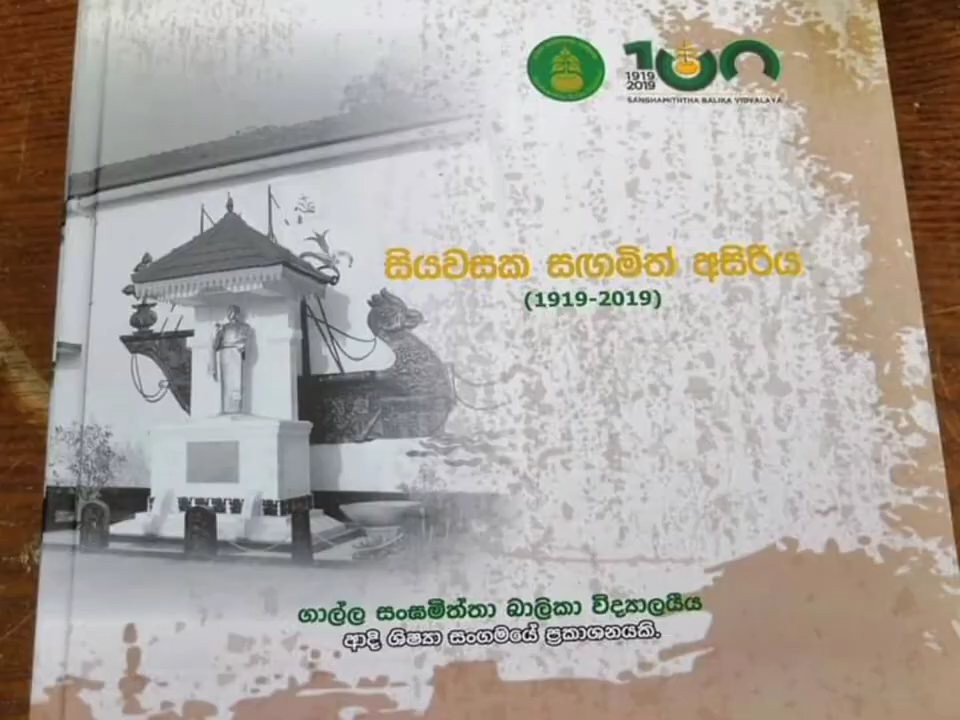 100
1919
2019
SANGHAMITHTHA BALIKA VIDYALAYA
සියවසක සඟමිත් අසිරිය
(1919-2019)
ගාල්ල සංඝමිත්තා බාලිකා විද්‍යාලයීය
ආදි ශිෂ්‍යා සංගමයේ ප්‍රකාශනයකි.